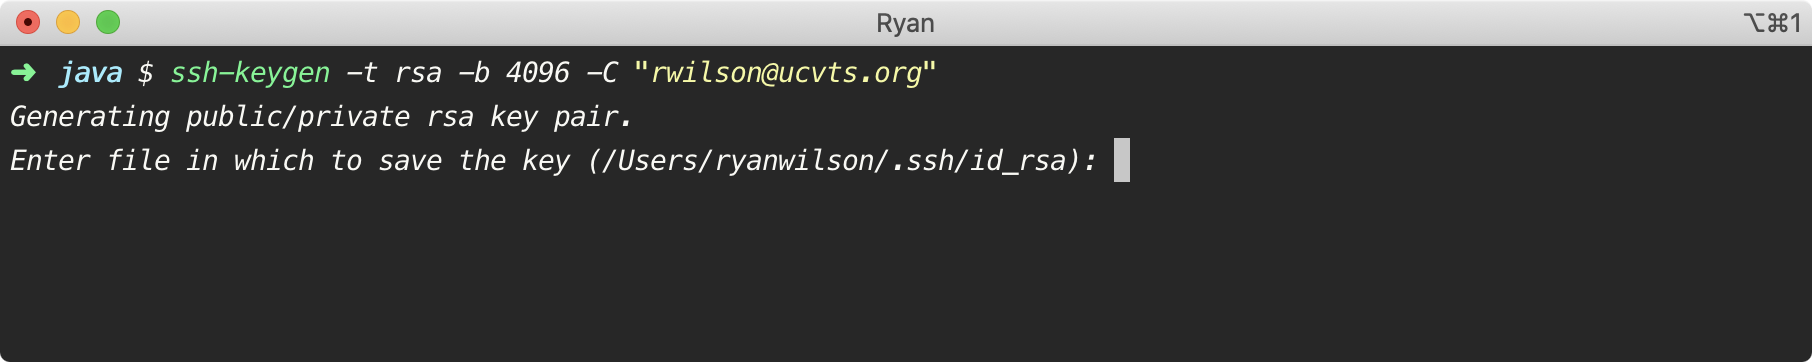 Ryan
⌥⌘1
➜ java $ ssh-keygen -t rsa -b 4096 -C "rwilson@ucvts.org"
Generating public/private rsa key pair.
Enter file in which to save the key (/Users/ryanwilson/.ssh/id_rsa):